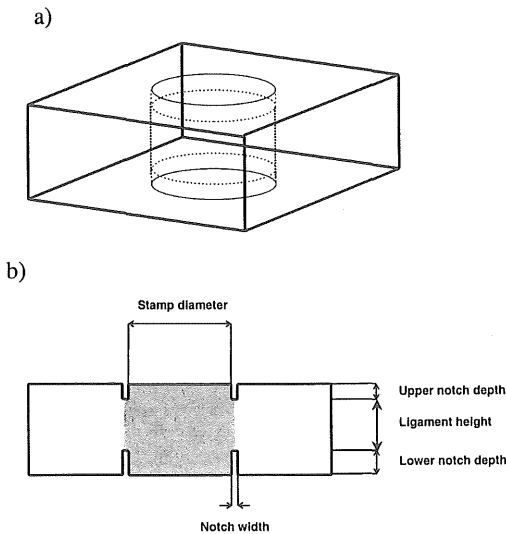 a)
b)
Stamp diameter
Upper notch depth
Ligament height
Lower notch depth
Notch width